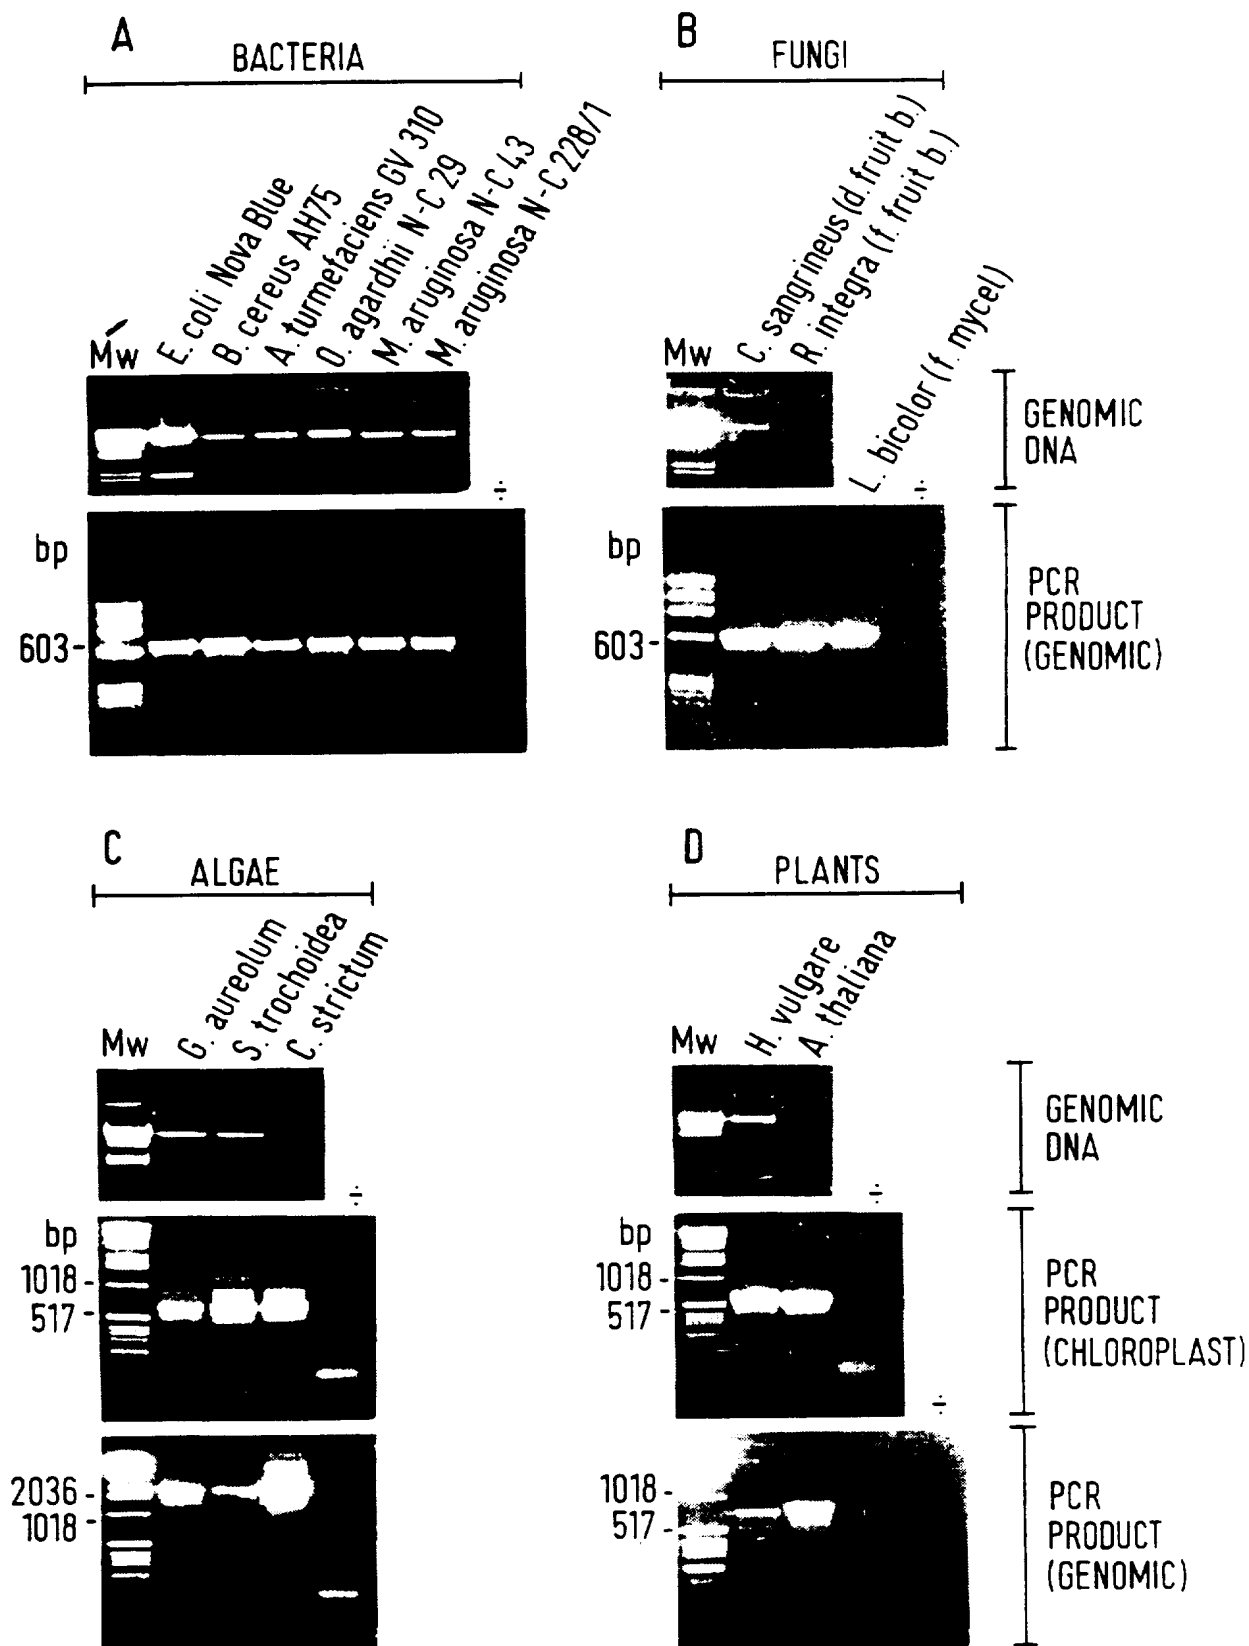 A
BACTERIA
E. coli Nova Blue
B. cereus AH75
A. turmefaciens GV 310
O. agardhii N-C 29
M. aruginosa N-C 43
M. aruginosa N-C 228/1
Mw
÷
bp
603-
B
FUNGI
C. sangrineus (d. fruit b.)
R. integra (f. fruit b.)
L. bicolor (f. mycel)
Mw
÷
bp
603-
GENOMIC
DNA
PCR
PRODUCT
(GENOMIC)
C
ALGAE
G. aureolum
S. trochoidea
C. strictum
Mw
÷
bp
1018-
517-
2036-
1018-
D
PLANTS
H. vulgare
A. thaliana
Mw
÷
bp
1018-
517-
÷
1018-
517-
GENOMIC
DNA
PCR
PRODUCT
(CHLOROPLAST)
PCR
PRODUCT
(GENOMIC)